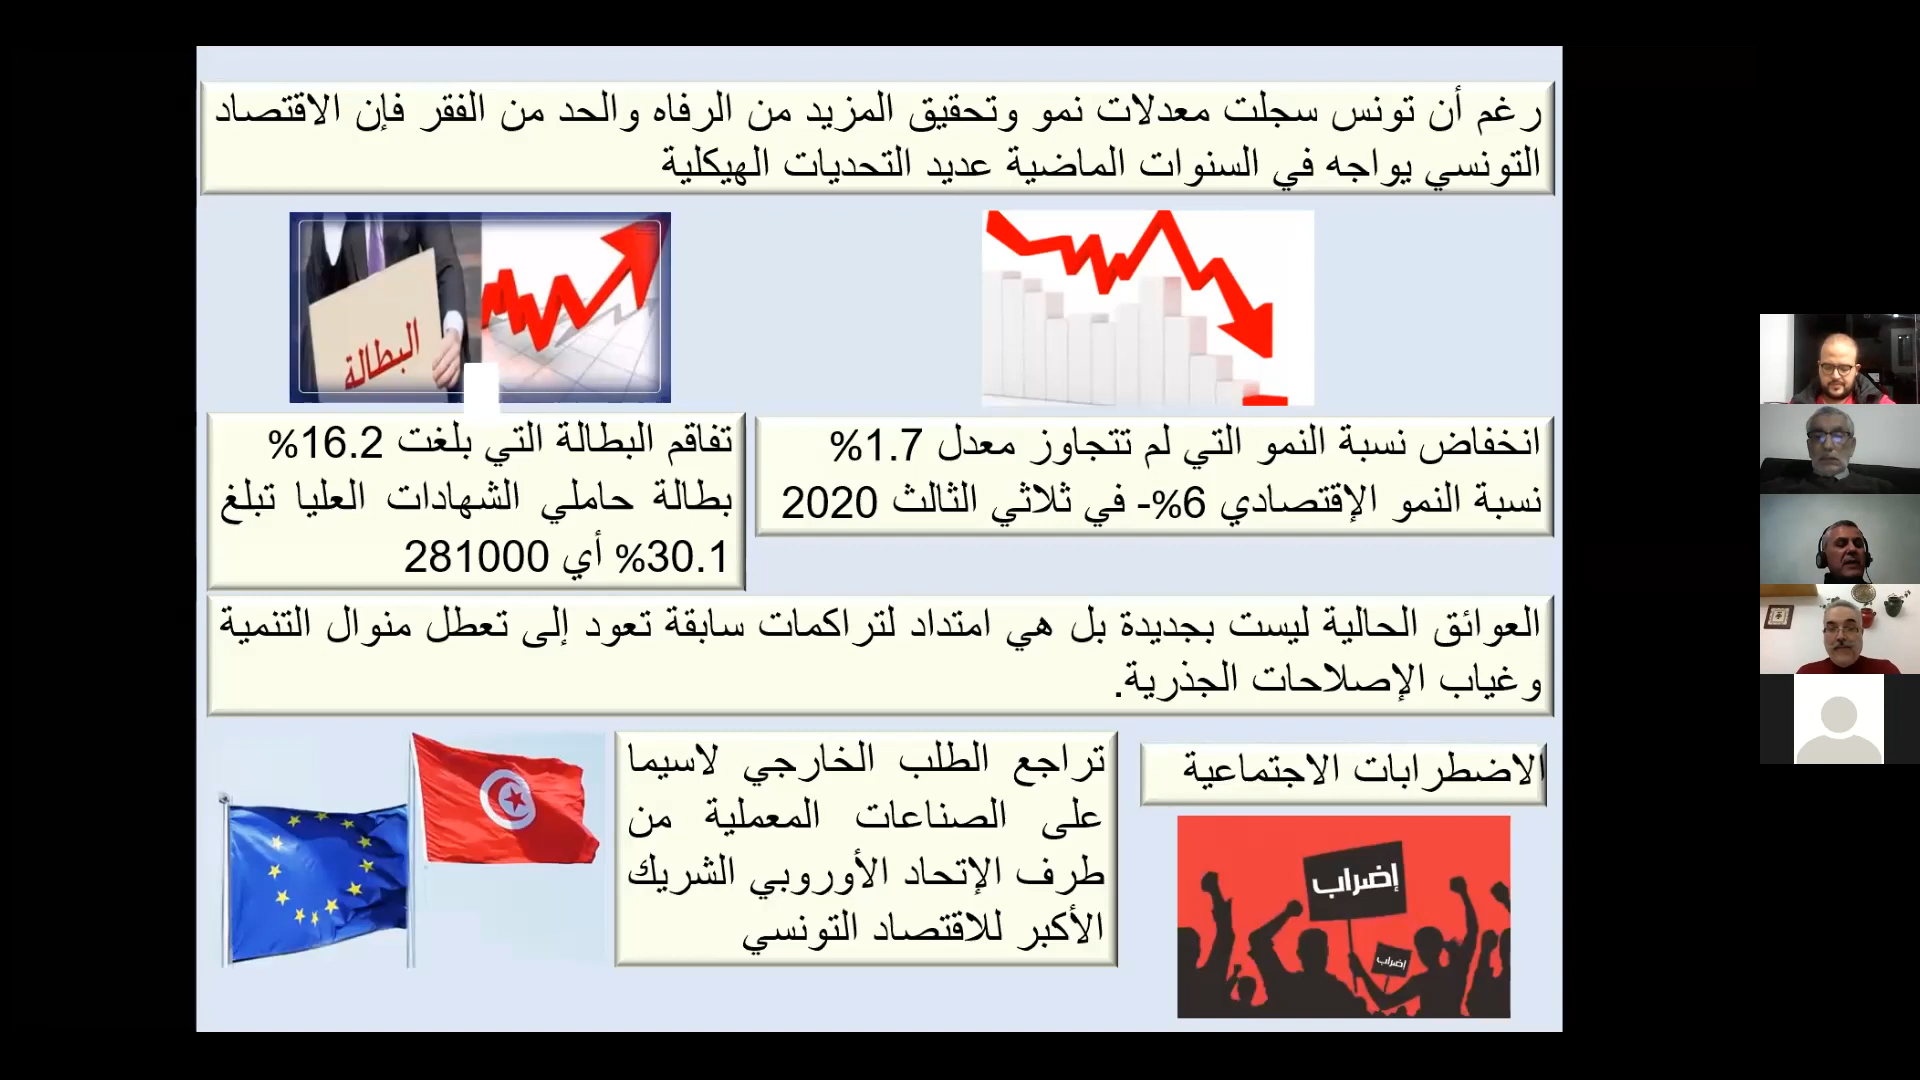 رغم أن تونس سجلت معدلات نمو وتحقيق المزيد من الرفاه والحد من الفقر فإن الاقتصاد
التونسي يواجه في السنوات الماضية عديد التحديات الهيكلية
البطالة
انخفاض نسبة النمو التي لم تتجاوز معدل 1.7%
نسبة النمو الإقتصادي 6%- في ثلاثي الثالث 2020
تفاقم البطالة التي بلغت 16.2%
بطالة حاملي الشهادات العليا تبلغ
30.1% أي 281000
العوائق الحالية ليست بجديدة بل هي امتداد لتراكمات سابقة تعود إلى تعطل منوال التنمية
وغياب الإصلاحات الجذرية.
الاضطرابات الاجتماعية
إضراب
إضراب
تراجع الطلب الخارجي لاسيما
على الصناعات المعملية من
طرف الإتحاد الأوروبي الشريك
الأكبر للاقتصاد التونسي